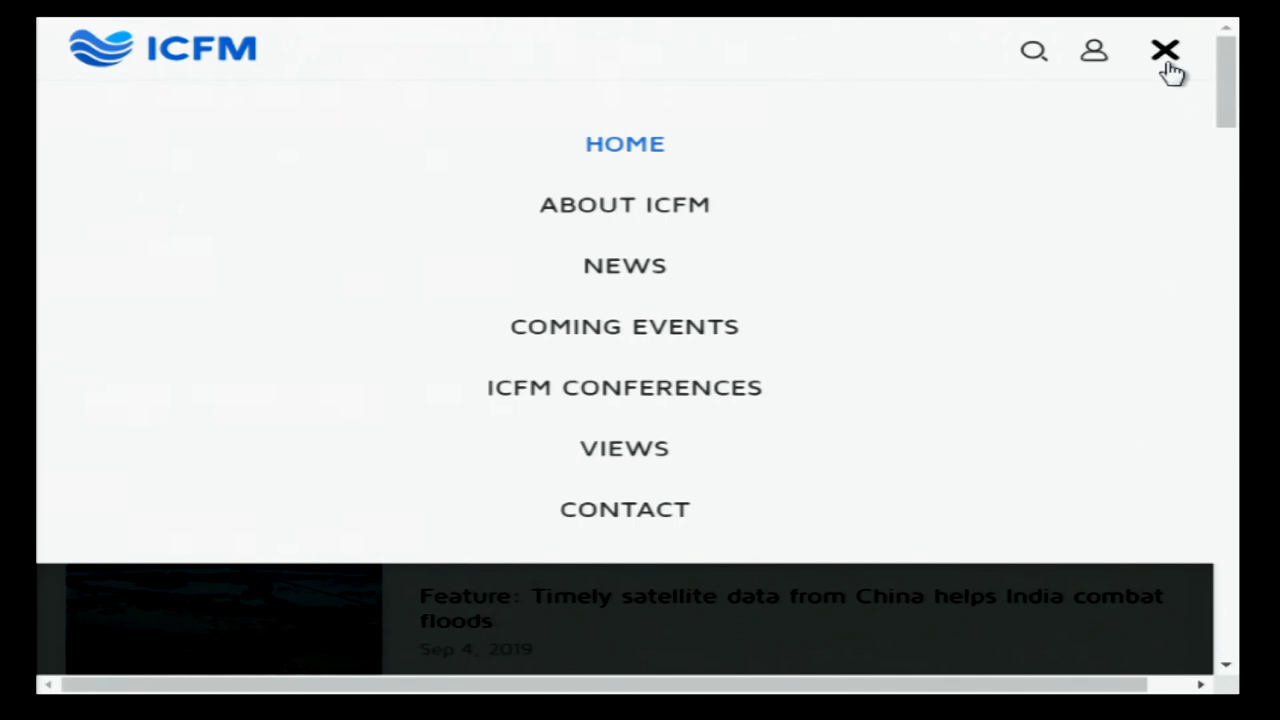 ICFM
HOME
ABOUT ICFM
NEWS
COMING EVENTS
ICFM CONFERENCES
VIEWS
CONTACT
Feature: Timely satellite data from China helps India combat
floods
Sep 4, 2019